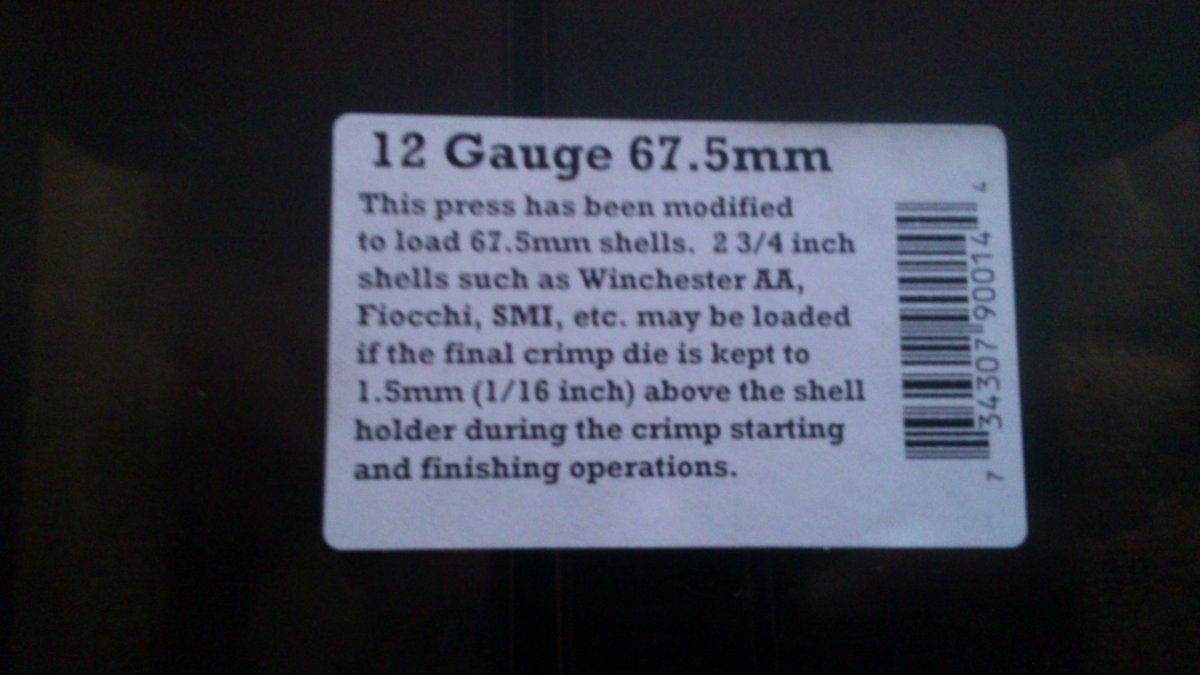 12 Gauge 67.5mm
This press has been modified
to load 67.5mm shells. 2 3/4 inch
shells such as Winchester AA,
Fiocchi, SMI, etc. may be loaded
if the final crimp die is kept to
1.5mm (1/16 inch) above the shell
holder during the crimp starting
and finishing operations.
7 34307 90014 4